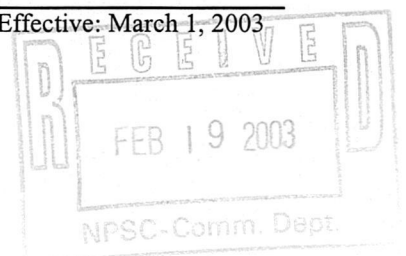 Effective: March 1, 2003
RECEIVED
FEB 19 2003
NPSC-Comm. Dept.